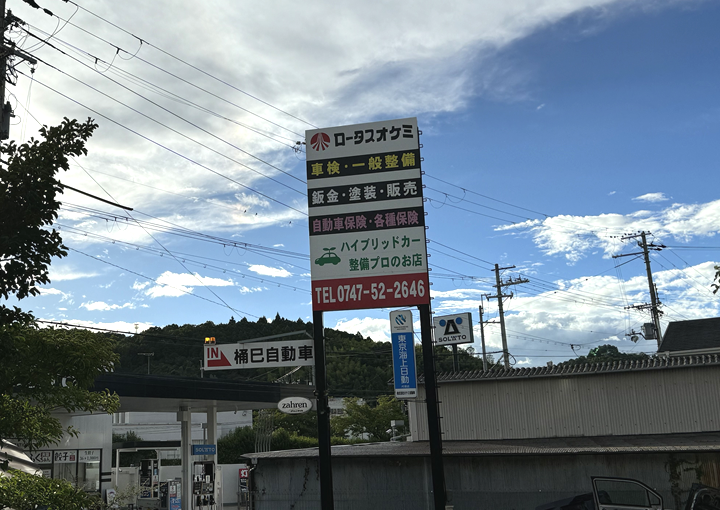 ロータスオケミ
車検・一般整備
鈑金・塗装・販売
自動車保険・各種保険
ハイブリッドカー
整備プロのお店
TEL0747-52-2646
IN 桶巳自動車
zahren
東京海上日動
SOLATO